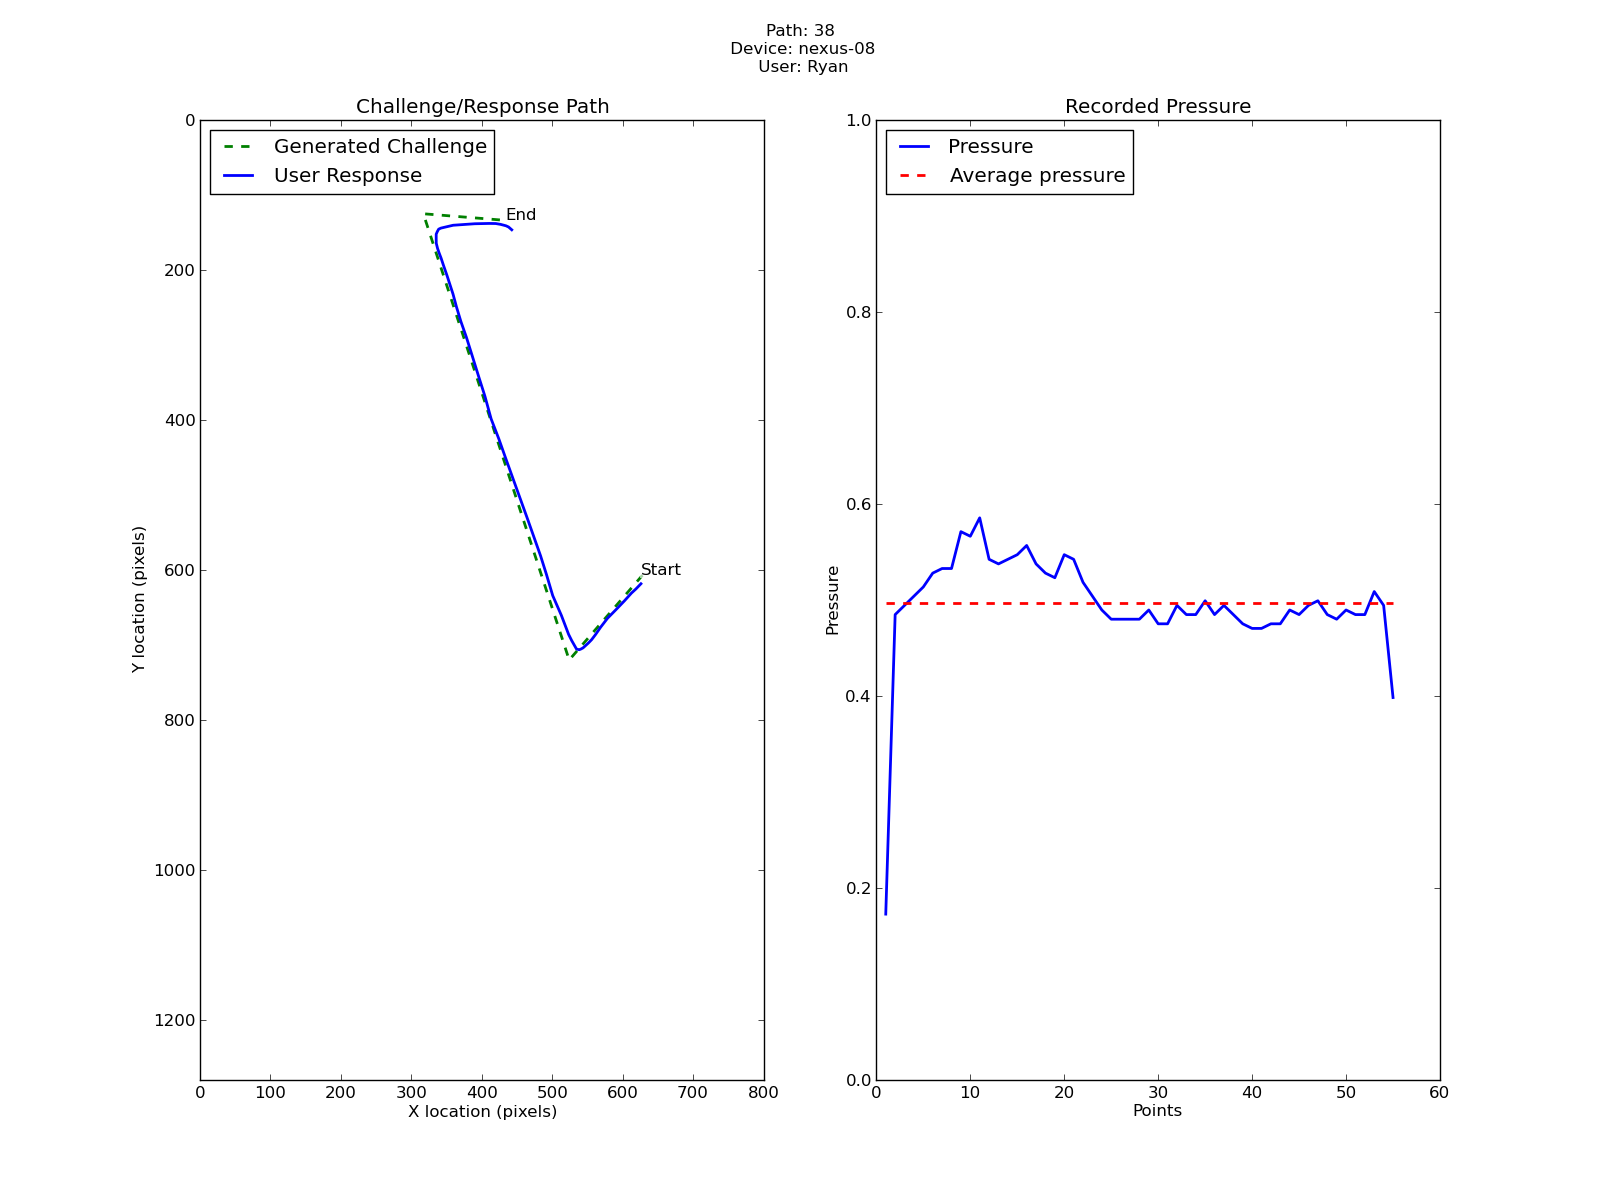 Path: 38
Device: nexus-08
User: Ryan
Challenge/Response Path
Generated Challenge
User Response
End
Start
0
200
400
600
800
1000
1200
Y location (pixels)
0 100 200 300 400 500 600 700 800
X location (pixels)
Recorded Pressure
Pressure
Average pressure
1.0
0.8
0.6
0.4
0.2
0.0
Pressure
0 10 20 30 40 50 60
Points